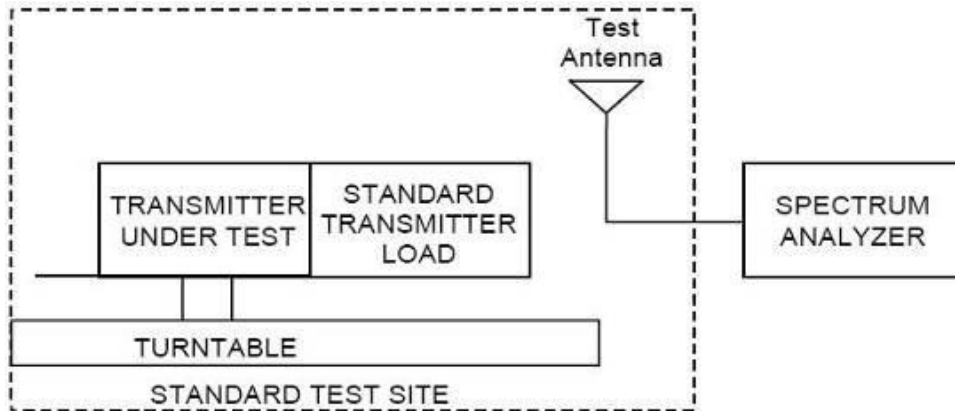 Test
Antenna
TRANSMITTER
UNDER TEST
STANDARD
TRANSMITTER
LOAD
SPECTRUM
ANALYZER
TURNTABLE
STANDARD TEST SITE